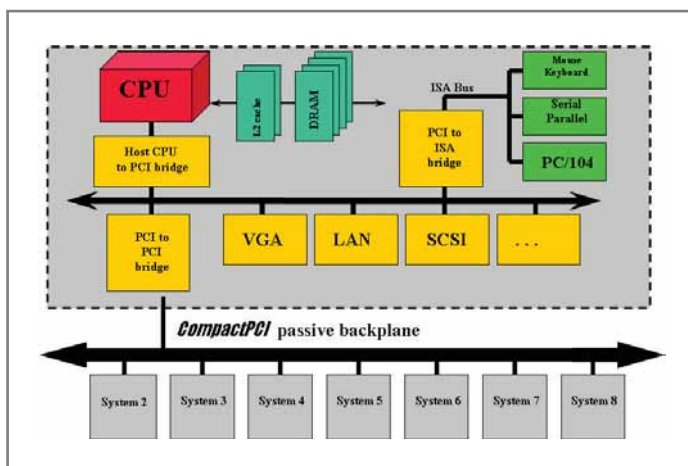 CPU
L2 cache
DRAM
ISA Bus
Mouse
Keyboard
Serial
Parallel
PC/104
Host CPU
to PCI bridge
PCI to
ISA
bridge
PCI to
PCI
bridge
VGA
LAN
SCSI
. . .
CompactPCI passive backplane
System 2
System 3
System 4
System 5
System 6
System 7
System 8